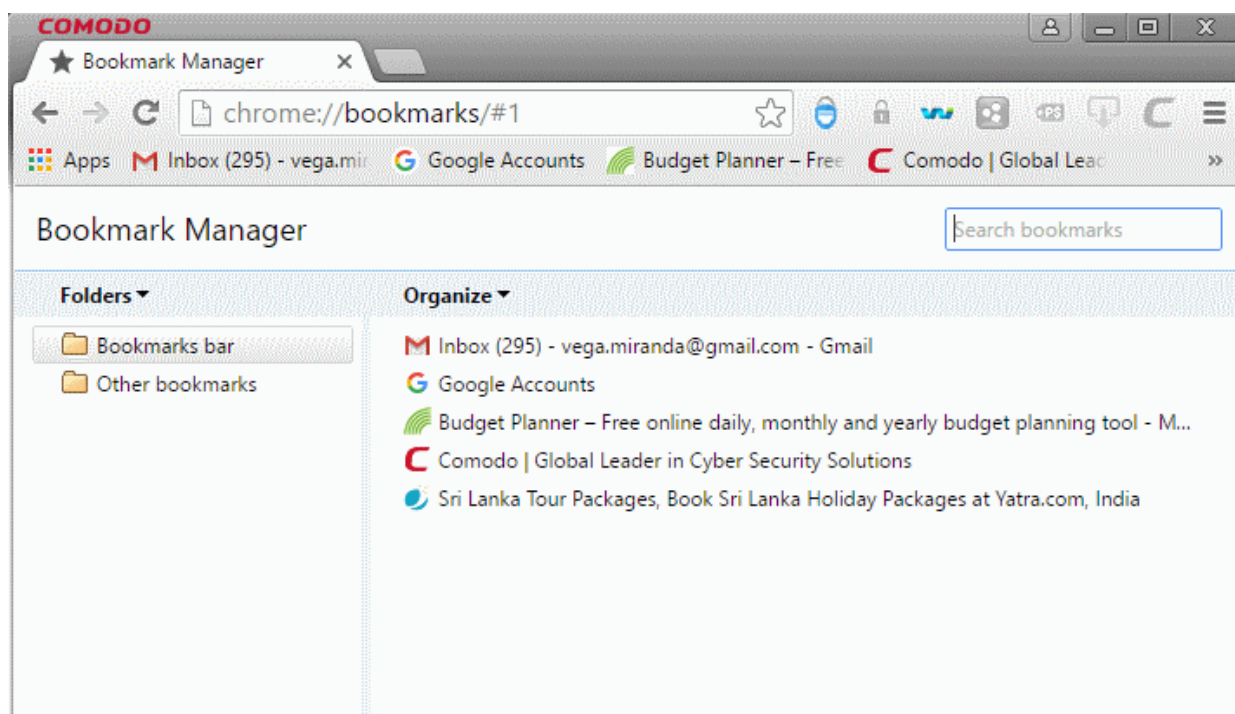 COMODO
Bookmark Manager
chrome://bookmarks/#1
Apps Inbox (295) - vega.mir Google Accounts Budget Planner – Free Comodo | Global Leac »
Bookmark Manager Search bookmarks
Folders Organize
Bookmarks bar Inbox (295) - vega.miranda@gmail.com - Gmail
Other bookmarks Google Accounts
Budget Planner – Free online daily, monthly and yearly budget planning tool - M...
Comodo | Global Leader in Cyber Security Solutions
Sri Lanka Tour Packages, Book Sri Lanka Holiday Packages at Yatra.com, India